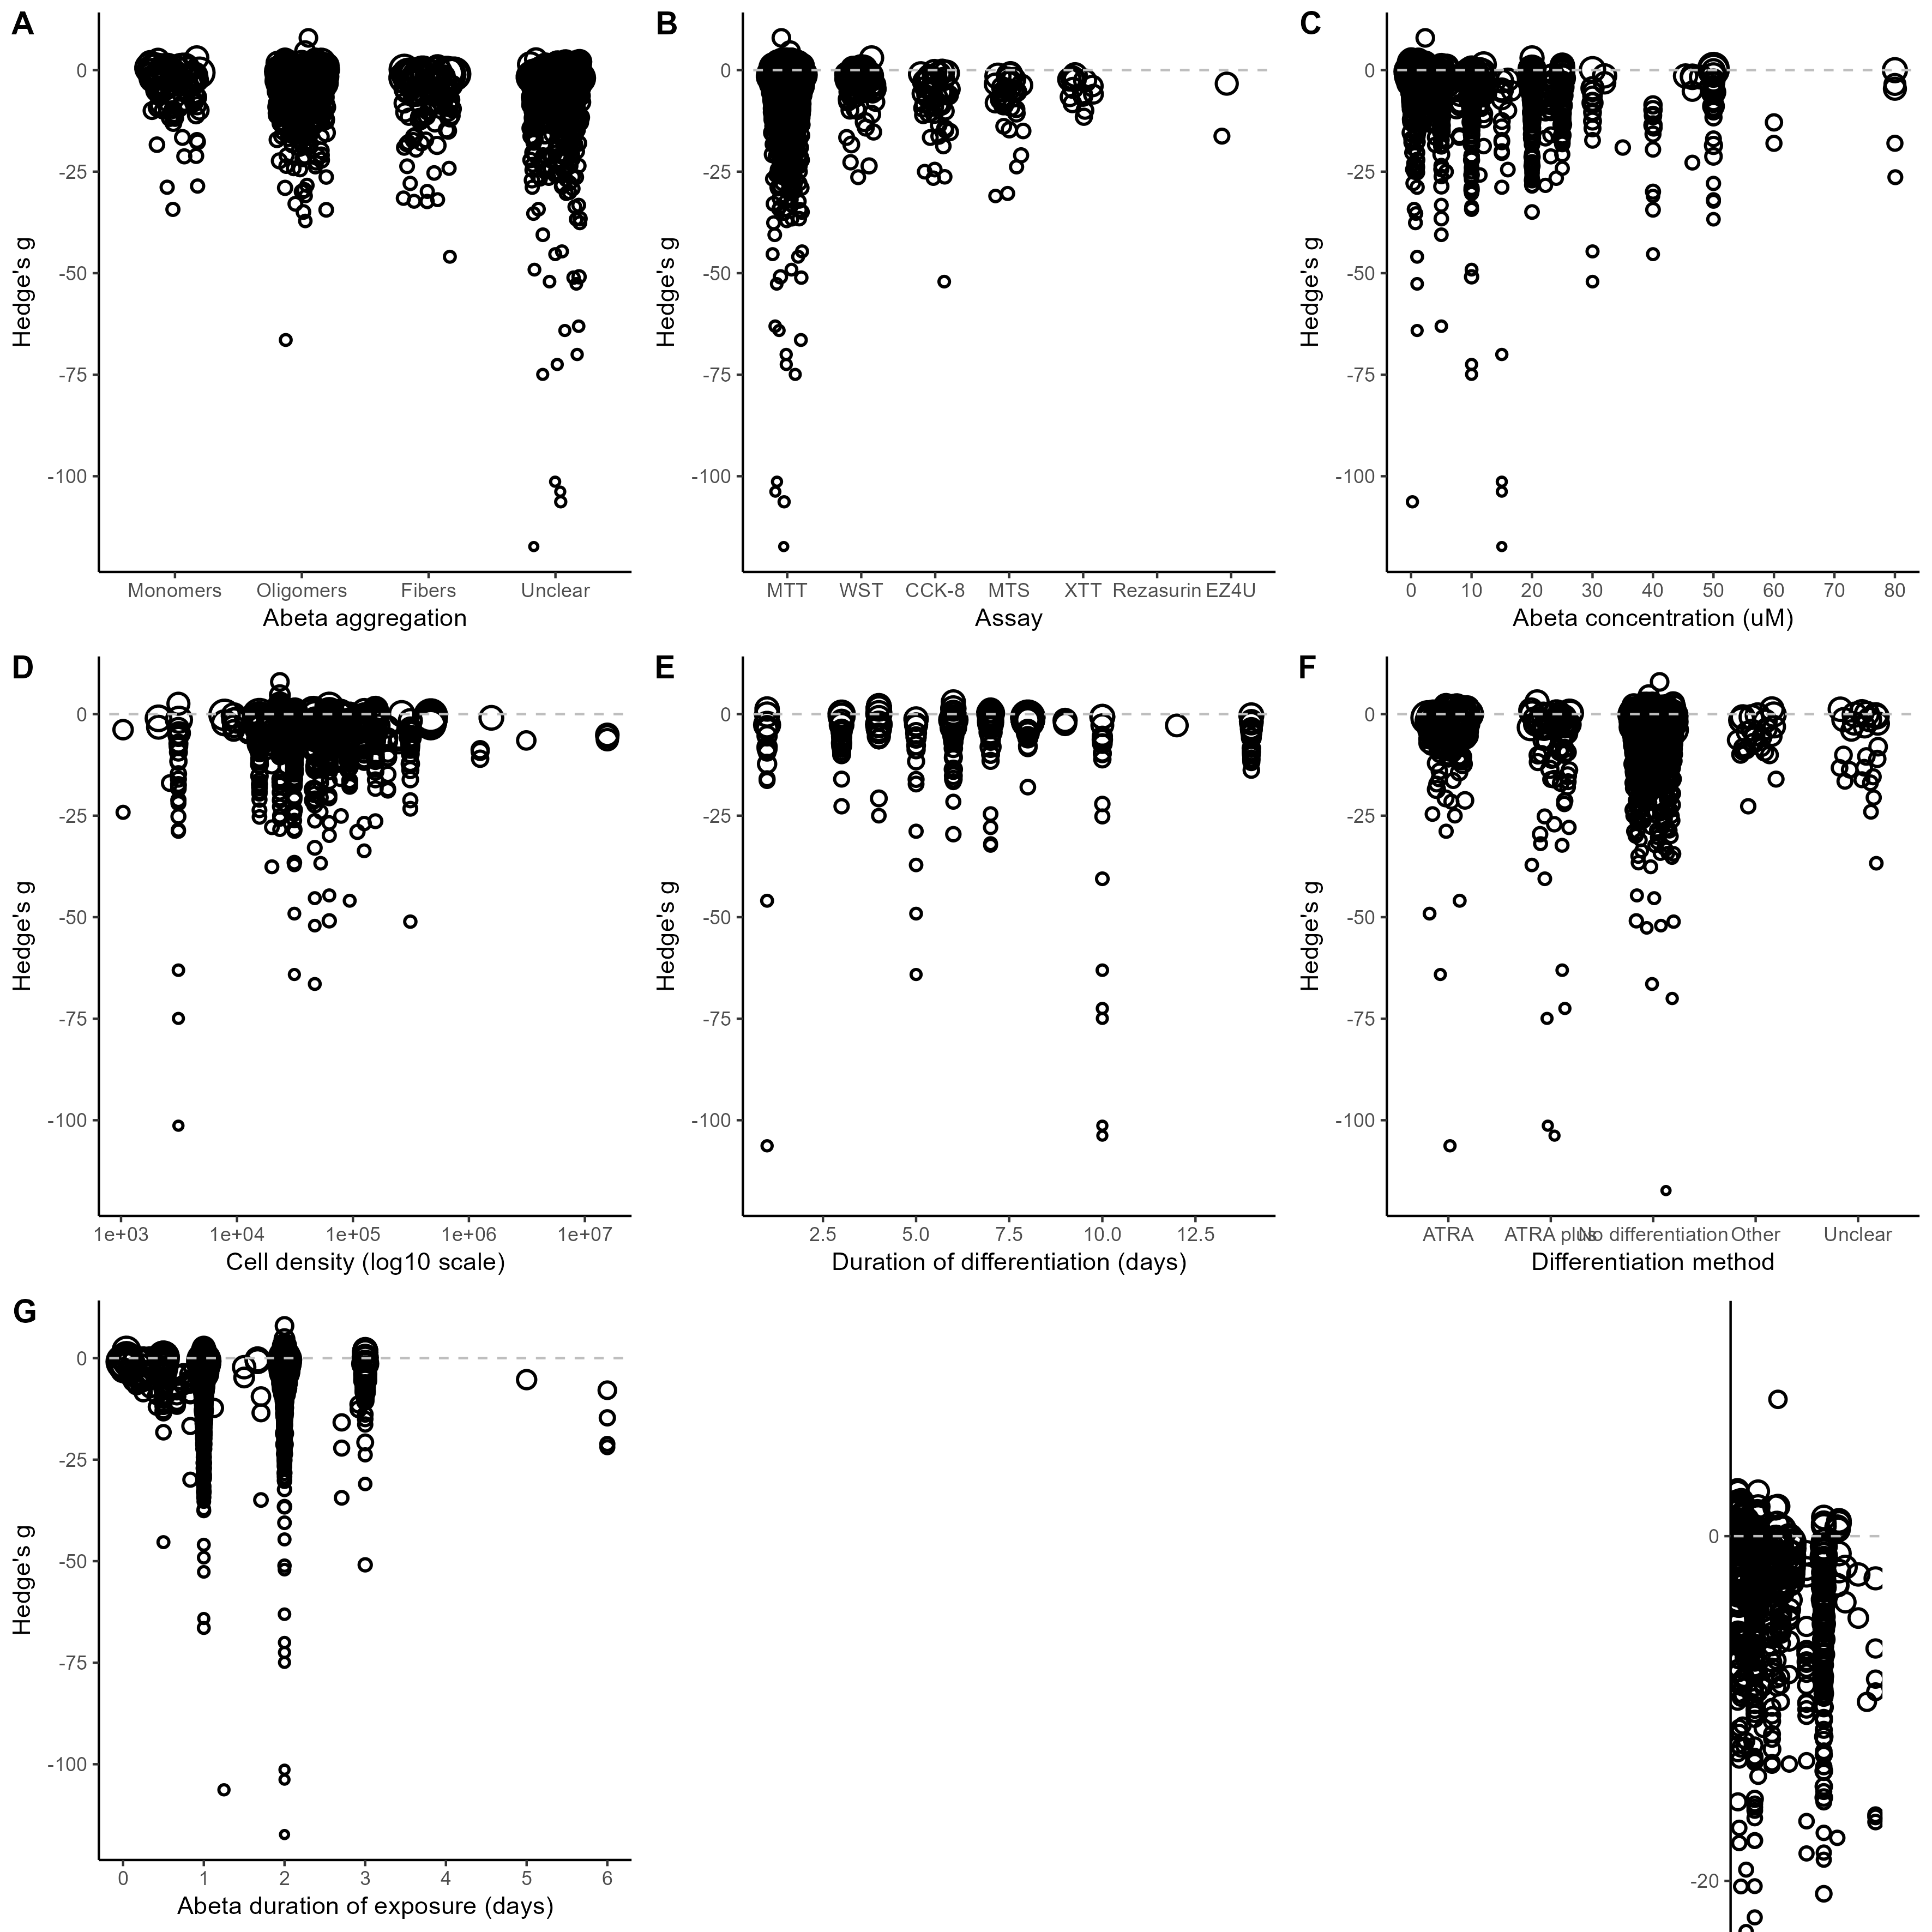 A
Hedge's g
0
-25
-50
-75
-100
Monomers Oligomers Fibers Unclear
Abeta aggregation
B
Hedge's g
0
-25
-50
-75
-100
MTT WST CCK-8 MTS XTT Rezasurin EZ4U
Assay
C
Hedge's g
0
-25
-50
-75
-100
0 10 20 30 40 50 60 70 80
Abeta concentration (uM)
D
Hedge's g
0
-25
-50
-75
-100
1e+03 1e+04 1e+05 1e+06 1e+07
Cell density (log10 scale)
E
Hedge's g
0
-25
-50
-75
-100
2.5 5.0 7.5 10.0 12.5
Duration of differentiation (days)
F
Hedge's g
0
-25
-50
-75
-100
ATRA ATRA plus No differentiation Other Unclear
Differentiation method
G
Hedge's g
0
-25
-50
-75
-100
0 1 2 3 4 5 6
Abeta duration of exposure (days)
0
-20